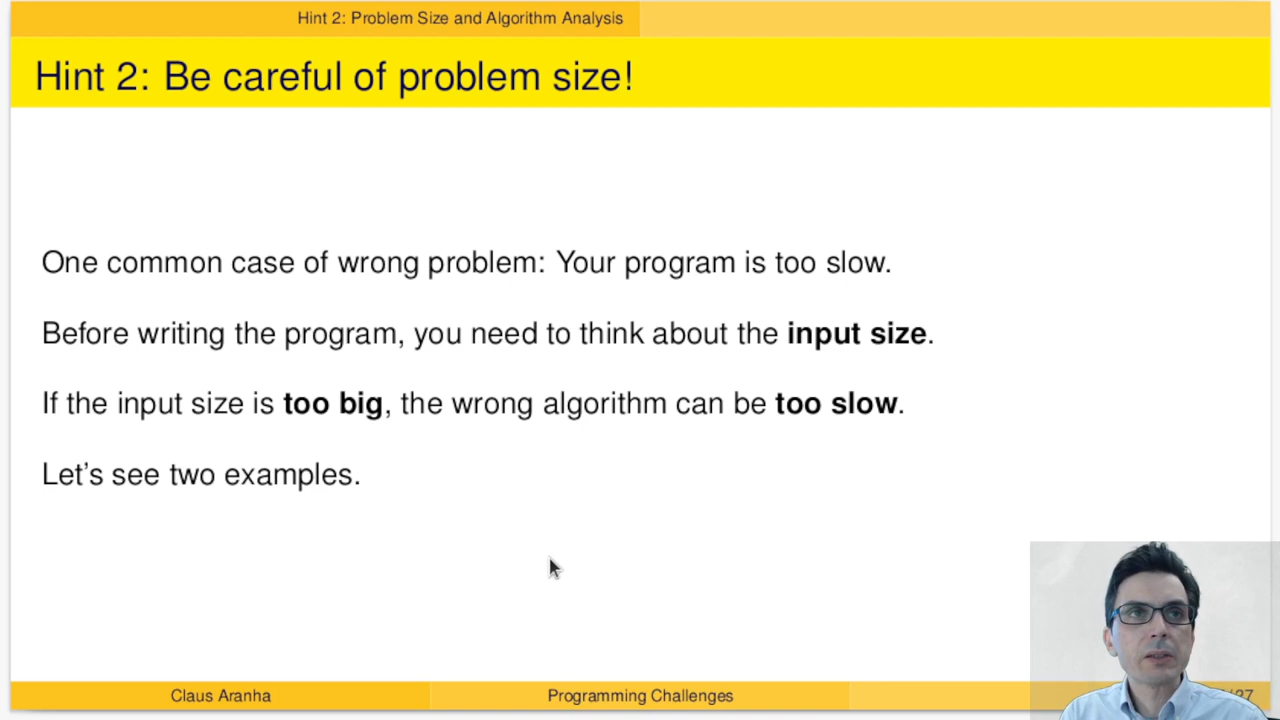 Hint 2: Problem Size and Algorithm Analysis
Hint 2: Be careful of problem size!
One common case of wrong problem: Your program is too slow.
Before writing the program, you need to think about the input size.
If the input size is too big, the wrong algorithm can be too slow.
Let's see two examples.
Claus Aranha
Programming Challenges